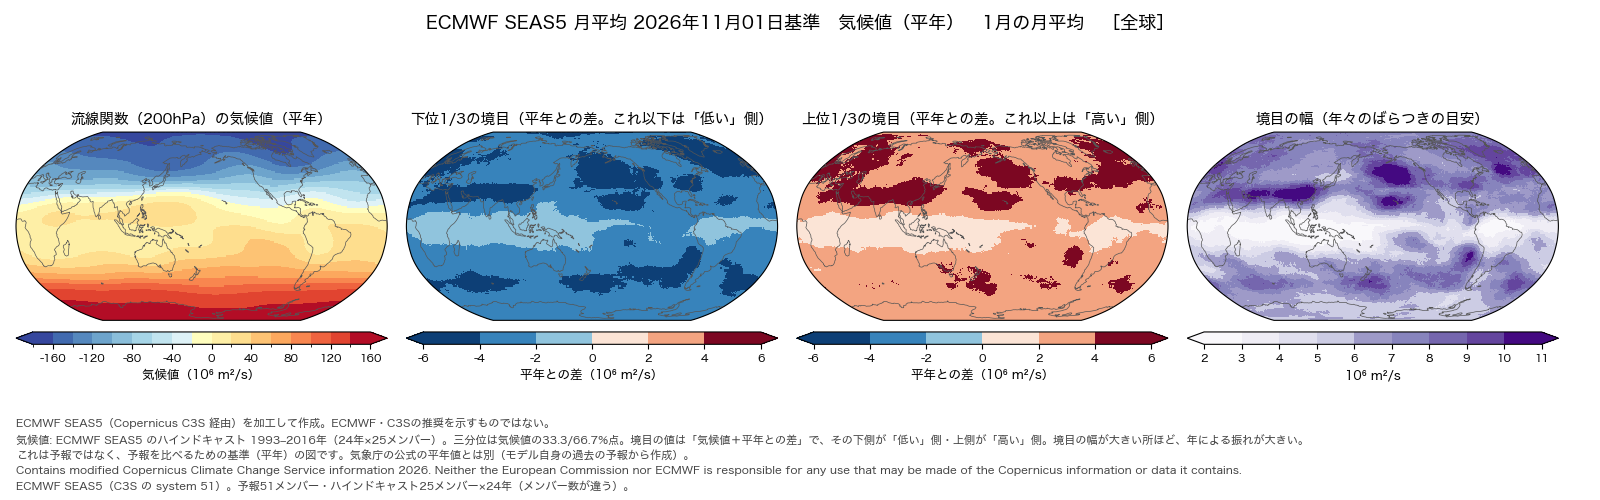 ECMWF SEAS5 月平均 2026年11月01日基準　気候値（平年）　1月の月平均　［全球］
流線関数（200hPa）の気候値（平年）
下位1/3の境目（平年との差。これ以下は「低い」側）
上位1/3の境目（平年との差。これ以上は「高い」側）
境目の幅（年々のばらつきの目安）
-160 -120 -80 -40 0 40 80 120 160
-6 -4 -2 0 2 4 6
-6 -4 -2 0 2 4 6
2 3 4 5 6 7 8 9 10 11
気候値（10⁶ m²/s）
平年との差（10⁶ m²/s）
平年との差（10⁶ m²/s）
10⁶ m²/s
ECMWF SEAS5（Copernicus C3S 経由）を加工して作成。ECMWF・C3Sの推奨を示すものではない。
気候値: ECMWF SEAS5 のハインドキャスト 1993–2016年（24年×25メンバー）。三分位は気候値の33.3/66.7%点。境目の値は「気候値＋平年との差」で、その下側が「低い」側・上側が「高い」側。境目の幅が大きい所ほど、年による振れが大きい。
これは予報ではなく、予報を比べるための基準（平年）の図です。気象庁の公式の平年値とは別（モデル自身の過去の予報から作成）。
Contains modified Copernicus Climate Change Service information 2026. Neither the European Commission nor ECMWF is responsible for any use that may be made of the Copernicus information or data it contains.
ECMWF SEAS5（C3S の system 51）。予報51メンバー・ハインドキャスト25メンバー×24年（メンバー数が違う）。